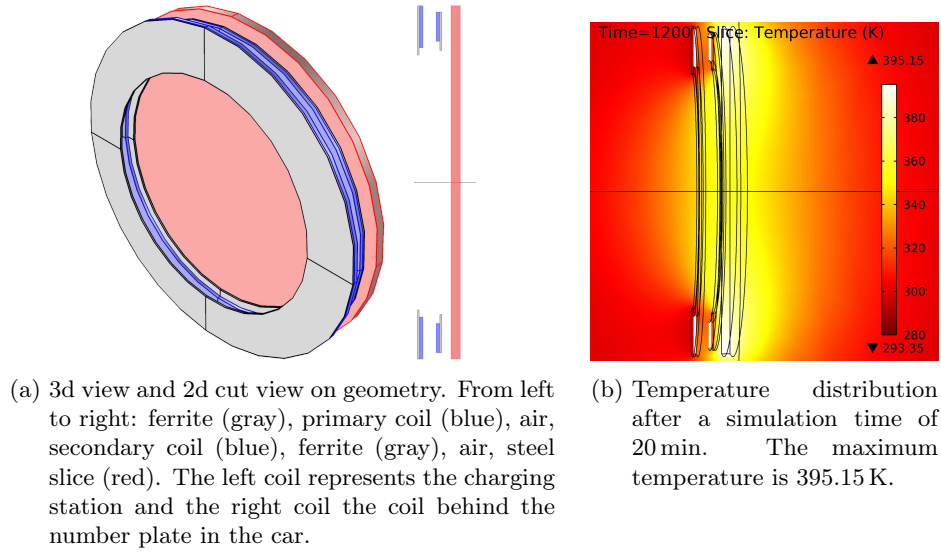 Time=1200 Slice: Temperature (K)
▲ 395.15
380
360
340
320
300
280
▼ 293.35
(a) 3d view and 2d cut view on geometry. From left
to right: ferrite (gray), primary coil (blue), air,
secondary coil (blue), ferrite (gray), air, steel
slice (red). The left coil represents the charging
station and the right coil the coil behind the
number plate in the car.
(b) Temperature distribution
after a simulation time of
20 min. The maximum
temperature is 395.15 K.